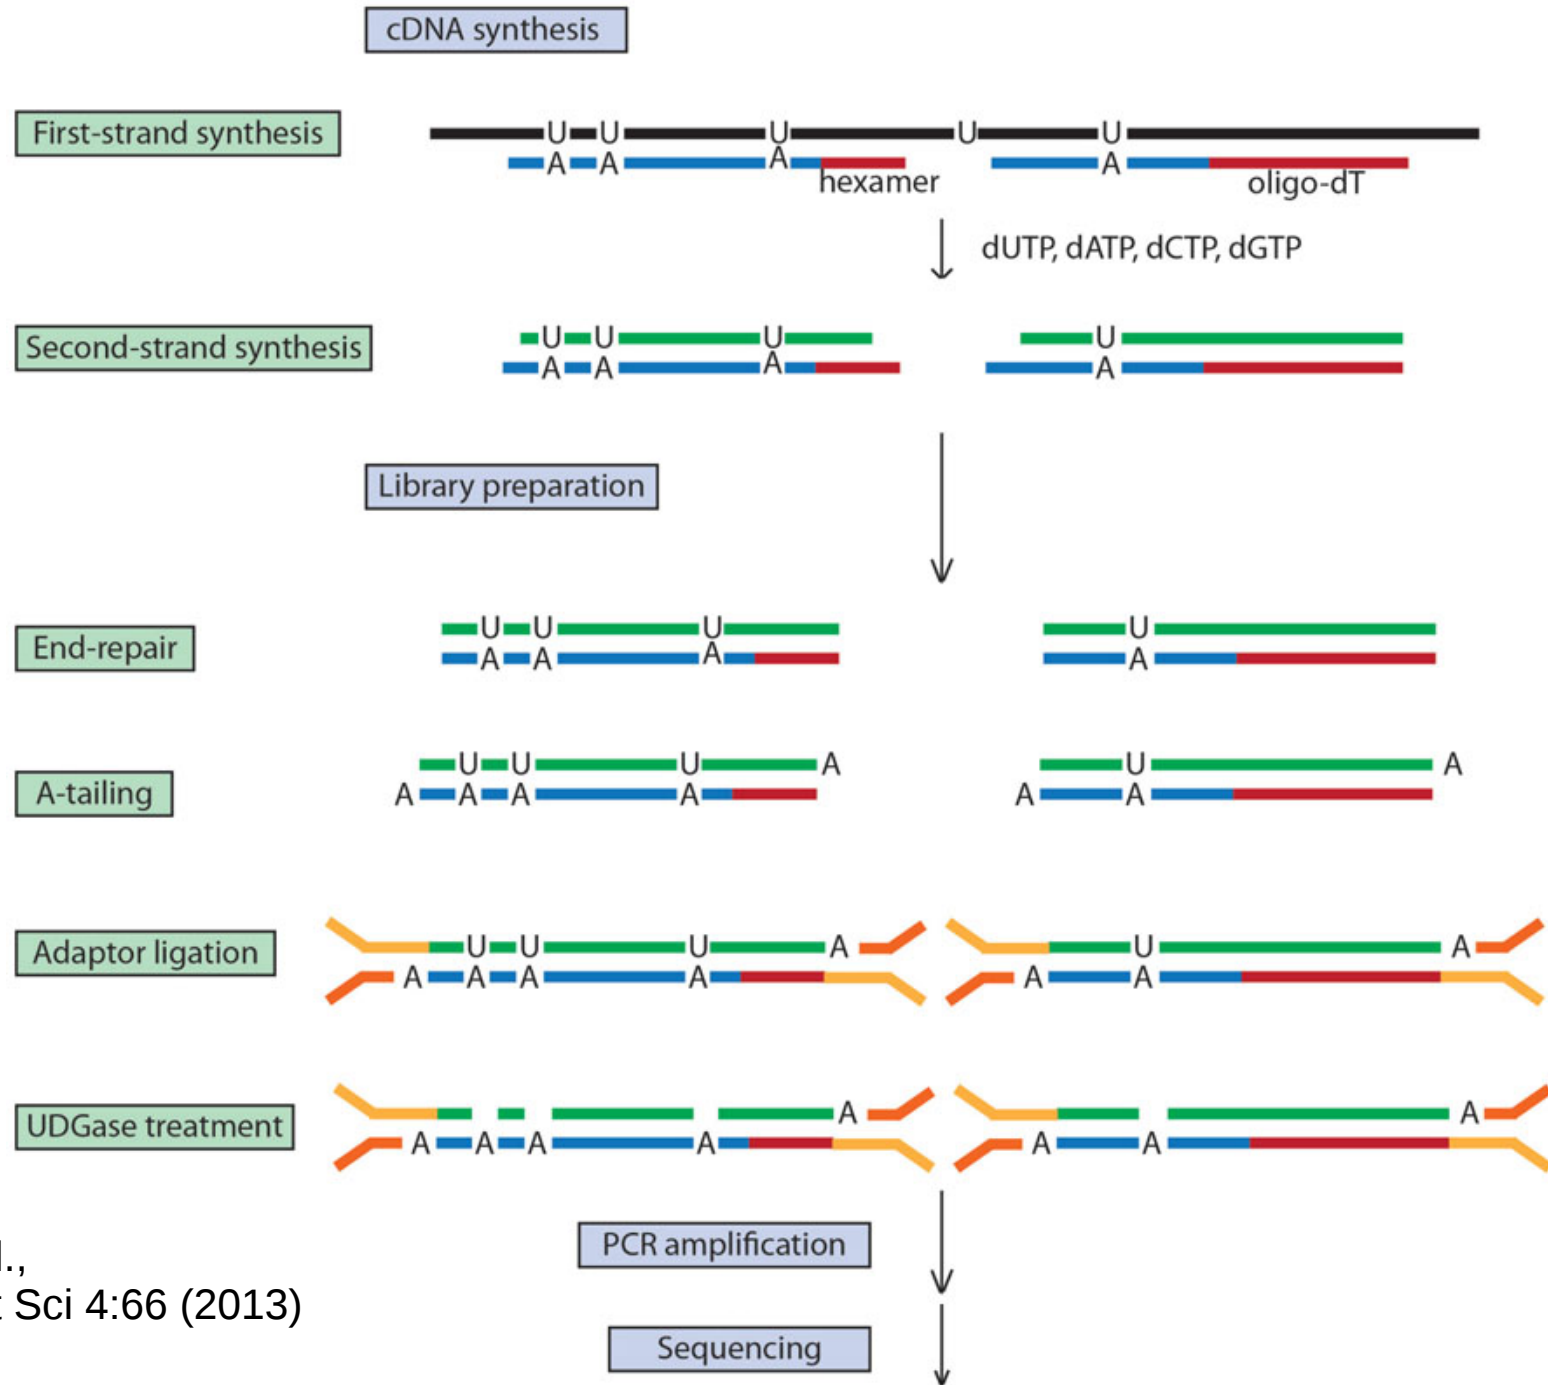 cDNA synthesis
First-strand synthesis
U U U U U
A A A A
hexamer oligo-dT
dUTP, dATP, dCTP, dGTP
Second-strand synthesis
U U U U
A A A A
Library preparation
End-repair
U U U U
A A A A
A-tailing
U U U A U A
A A A A A A
Adaptor ligation
U U U A U A
A A A A A A
UDGase treatment
A A
A A A A A A
PCR amplification
l.,
t Sci 4:66 (2013)
Sequencing